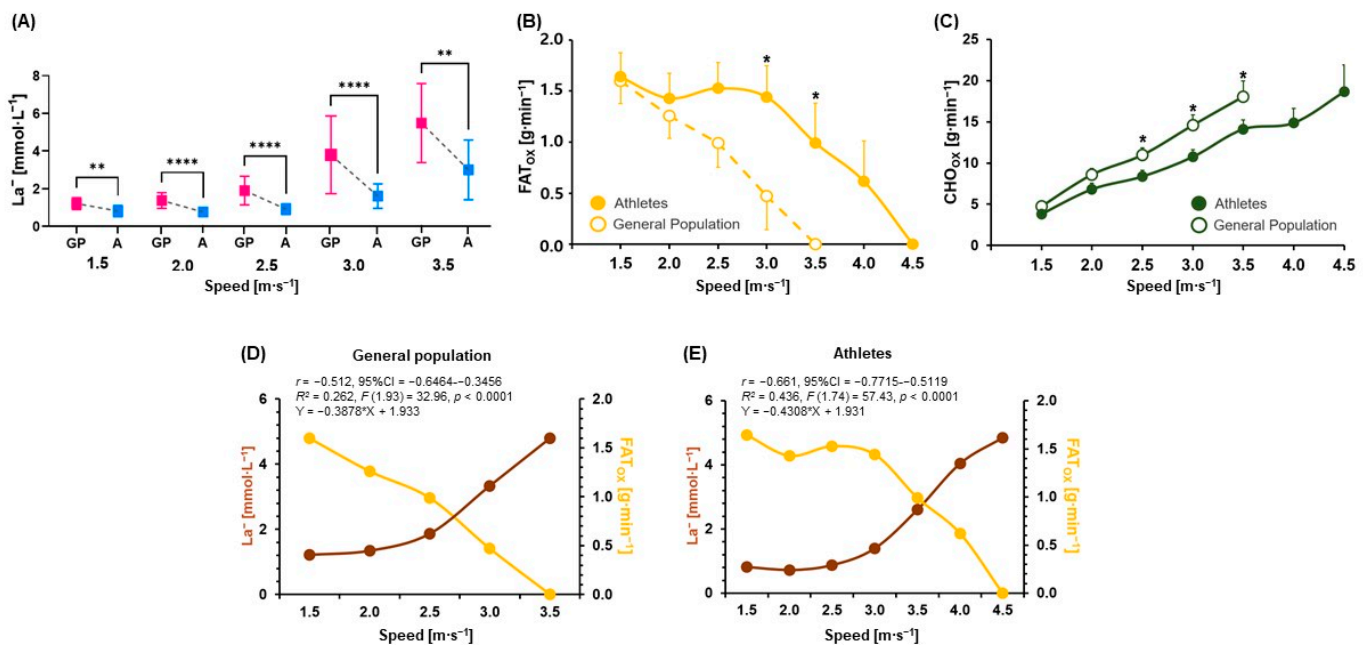 (A)
La⁻ [mmol·L⁻¹]
8
6
4
2
0
**
****
****
****
**
GP A GP A GP A GP A GP A
1.5 2.0 2.5 3.0 3.5
Speed [m·s⁻¹]
(B)
FATox [g·min⁻¹]
2.0
1.5
1.0
0.5
0.0
*
*
Athletes
General Population
1.5 2.0 2.5 3.0 3.5 4.0 4.5
Speed [m·s⁻¹]
(C)
CHOox [g·min⁻¹]
25
20
15
10
5
0
*
*
*
Athletes
General Population
1.5 2.0 2.5 3.0 3.5 4.0 4.5
Speed [m·s⁻¹]
(D)
General population
r = −0.512, 95%CI = −0.6464-−0.3456
R² = 0.262, F (1.93) = 32.96, p < 0.0001
Y = −0.3878*X + 1.933
La⁻ [mmol·L⁻¹]
6
4
2
0
2.0
1.5
1.0
0.5
0.0
FATox [g·min⁻¹]
1.5 2.0 2.5 3.0 3.5
Speed [m·s⁻¹]
(E)
Athletes
r = −0.661, 95%CI = −0.7715-−0.5119
R² = 0.436, F (1.74) = 57.43, p < 0.0001
Y = −0.4308*X + 1.931
La⁻ [mmol·L⁻¹]
6
4
2
0
2.0
1.5
1.0
0.5
0.0
FATox [g·min⁻¹]
1.5 2.0 2.5 3.0 3.5 4.0 4.5
Speed [m·s⁻¹]